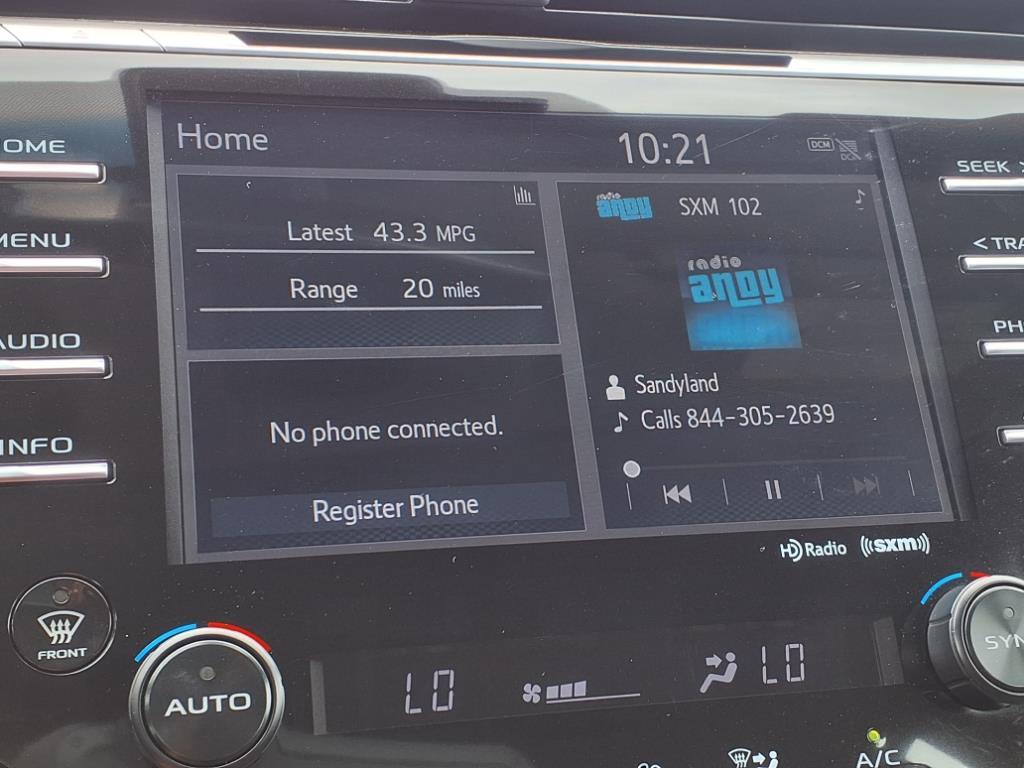 Home
10:21
DCM
OME
MENU
AUDIO
INFO
Latest 43.3 MPG
Range 20 miles
No phone connected.
Register Phone
radio
andy
SXM 102
radio
andy
Sandyland
Calls 844-305-2639
SEEK >
< TRA
PH
HD Radio
((sxm))
FRONT
AUTO
LO
LO
SYN
A/C